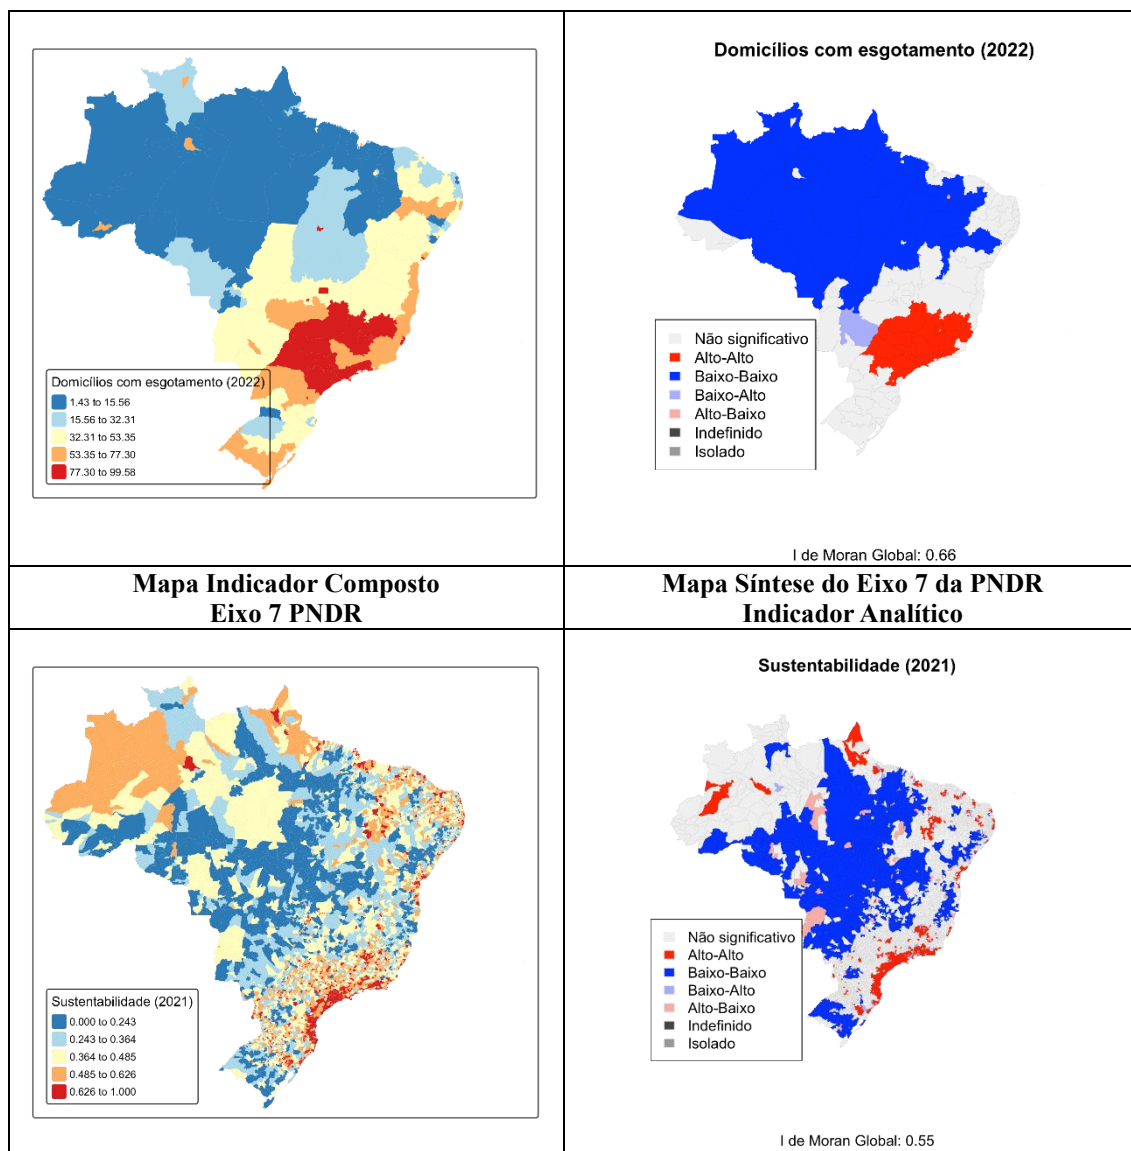 Domicílios com esgotamento (2022)
1.43 to 15.56
15.56 to 32.31
32.31 to 53.35
53.35 to 77.30
77.30 to 99.58
Domicílios com esgotamento (2022)
Não significativo
Alto-Alto
Baixo-Baixo
Baixo-Alto
Alto-Baixo
Indefinido
Isolado
I de Moran Global: 0.66
Mapa Indicador Composto
Eixo 7 PNDR
Mapa Síntese do Eixo 7 da PNDR
Indicador Analítico
Sustentabilidade (2021)
0.000 to 0.243
0.243 to 0.364
0.364 to 0.485
0.485 to 0.626
0.626 to 1.000
Sustentabilidade (2021)
Não significativo
Alto-Alto
Baixo-Baixo
Baixo-Alto
Alto-Baixo
Indefinido
Isolado
I de Moran Global: 0.55